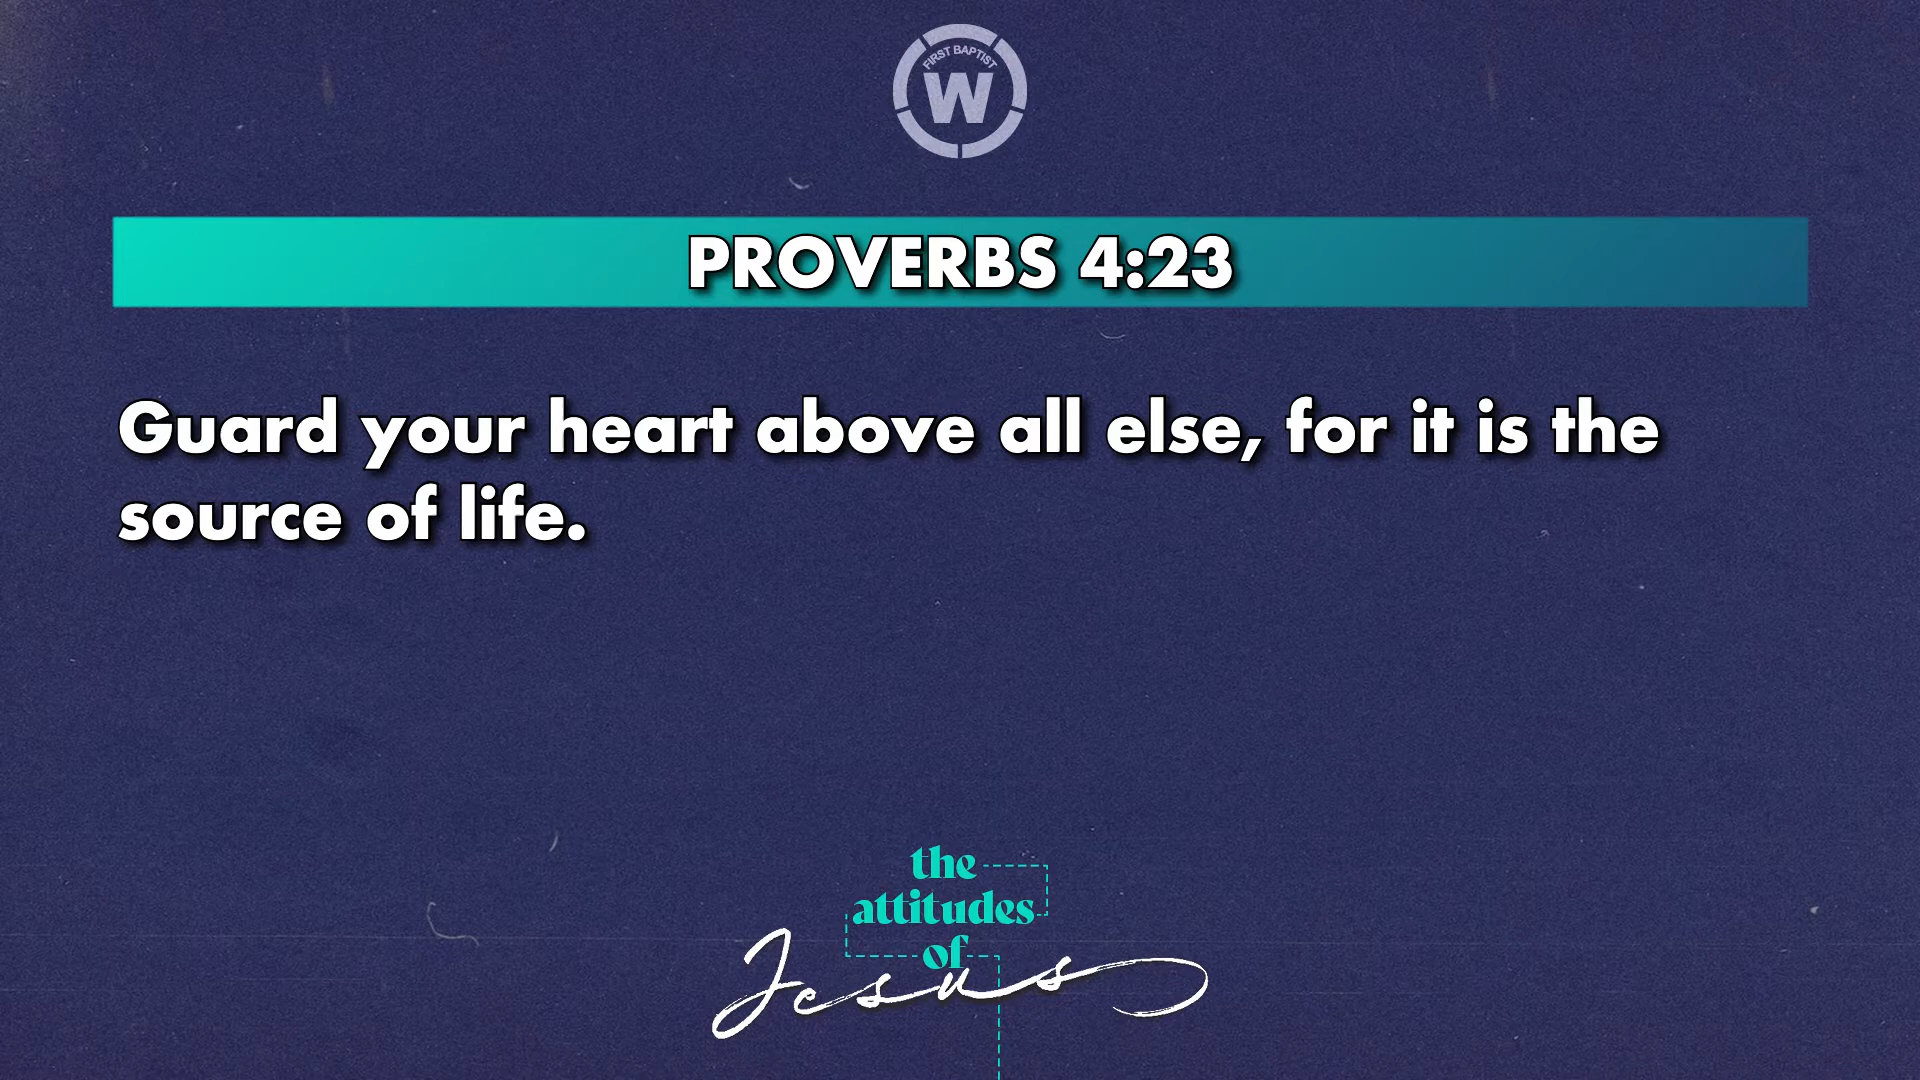 FIRST BAPTIST
W
PROVERBS 4:23
Guard your heart above all else, for it is the
source of life.
the
attitudes
of
Jesus